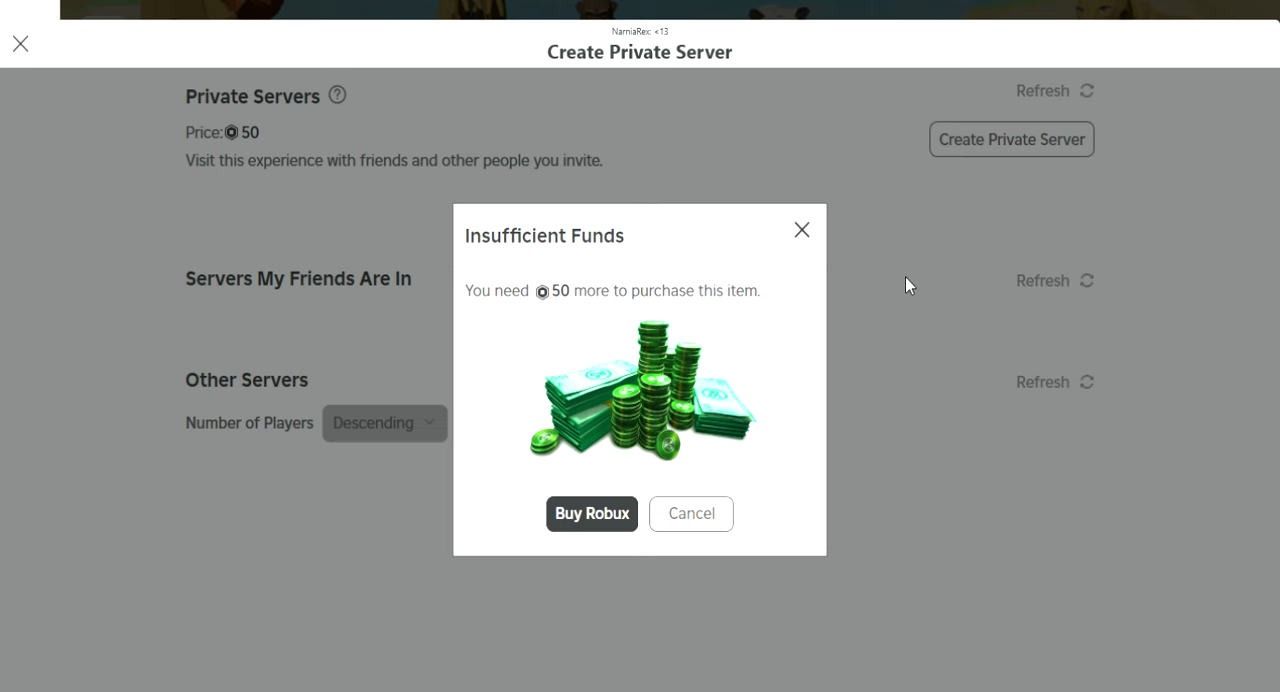 NarniaRex: <13
Create Private Server
Private Servers
Refresh
Price: 50
Create Private Server
Visit this experience with friends and other people you invite.
Insufficient Funds
You need 50 more to purchase this item.
Buy Robux Cancel
Servers My Friends Are In
Refresh
Other Servers
Refresh
Number of Players Descending